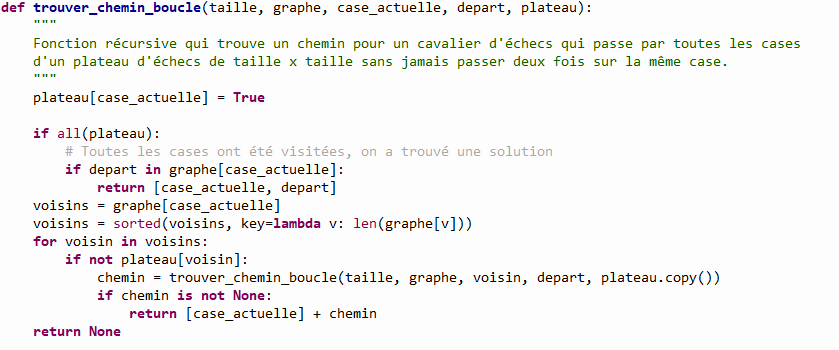 def trouver_chemin_boucle(taille, graphe, case_actuelle, depart, plateau):
    """
    Fonction récursive qui trouve un chemin pour un cavalier d'échecs qui passe par toutes les cases
    d'un plateau d'échecs de taille x taille sans jamais passer deux fois sur la même case.
    """
    plateau[case_actuelle] = True

    if all(plateau):
        # Toutes les cases ont été visitées, on a trouvé une solution
        if depart in graphe[case_actuelle]:
            return [case_actuelle, depart]
    voisins = graphe[case_actuelle]
    voisins = sorted(voisins, key=lambda v: len(graphe[v]))
    for voisin in voisins:
        if not plateau[voisin]:
            chemin = trouver_chemin_boucle(taille, graphe, voisin, depart, plateau.copy())
            if chemin is not None:
                return [case_actuelle] + chemin
    return None